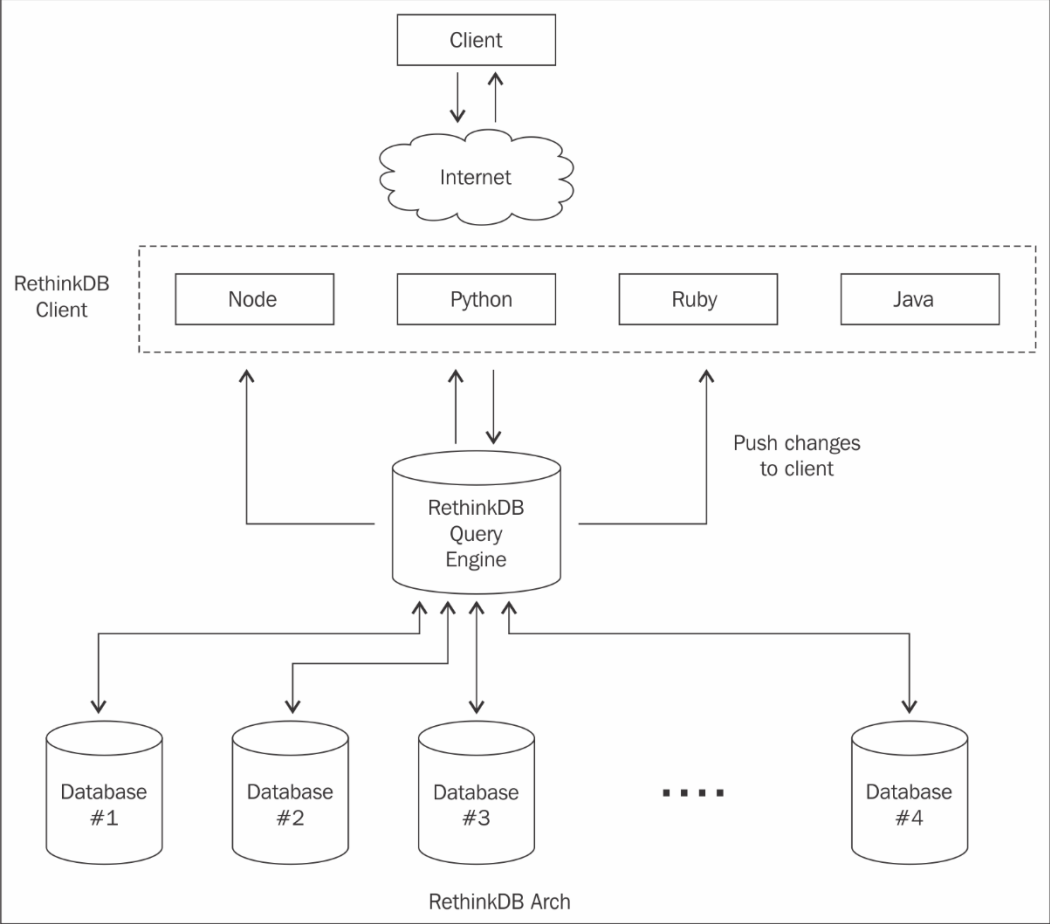 Client
Internet
RethinkDB
Client
Node
Python
Ruby
Java
Push changes
to client
RethinkDB
Query
Engine
Database
#1
Database
#2
Database
#3
....
Database
#4
RethinkDB Arch